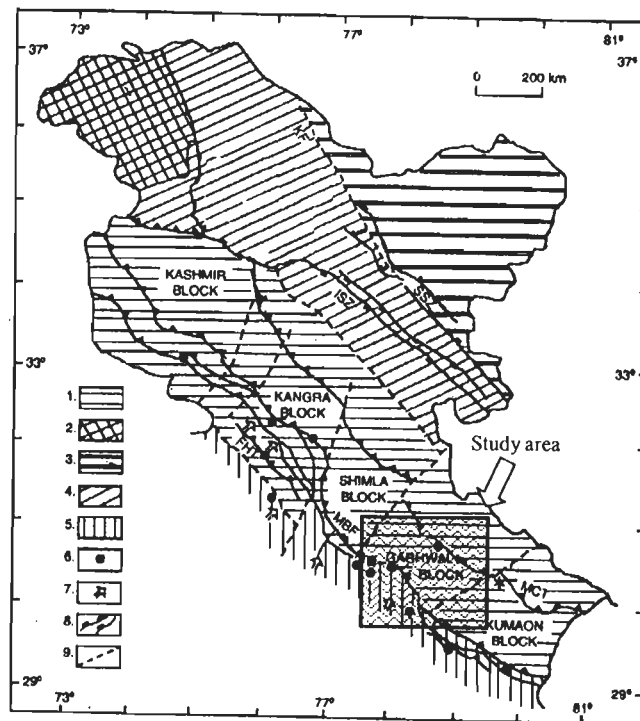 73°
77°
81°
37°
37°
0 200 km
KF
KASHMIR
BLOCK
ISZ
SS
33°
33°
KANGRA
BLOCK
Study area
1.
2.
3.
4.
5.
6.
7.
8.
9.
SHIMLA
BLOCK
MBF
GARHWAL
BLOCK
MCT
KUMAON
BLOCK
29°
29°
73°
77°
81°